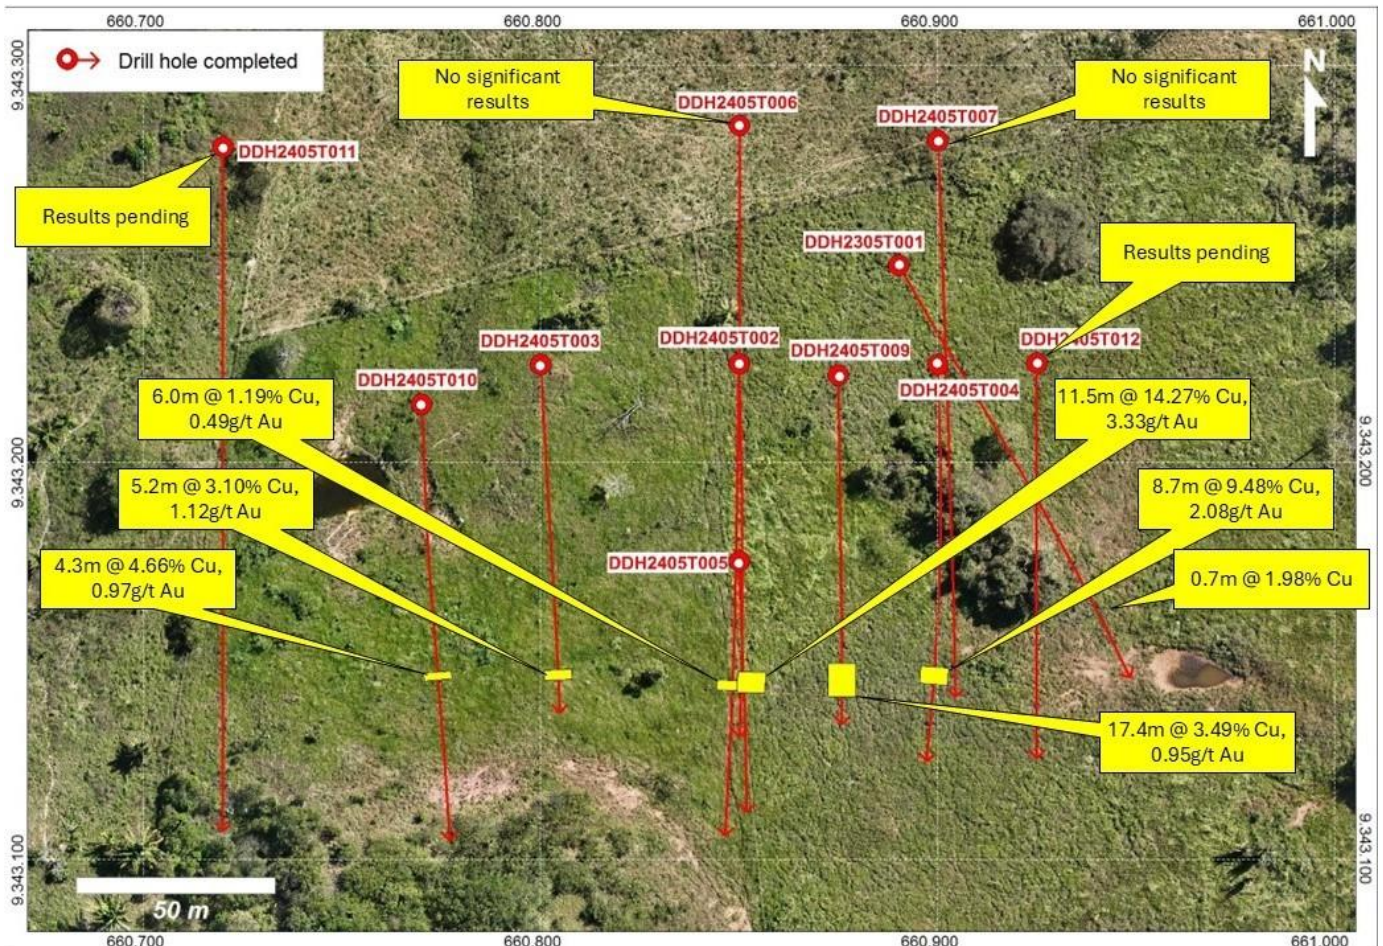 660.700
660.800
660.900
661.000
9.343.300
Drill hole completed
No significant
results
DDH2405T006
No significant
results
DDH2405T007
N
DDH2405T011
Results pending
DDH2305T001
Results pending
DDH2405T003
DDH2405T002
DDH2405T009
DDH2405T012
DDH2405T010
DDH2405T004
6.0m @ 1.19% Cu,
0.49g/t Au
11.5m @ 14.27% Cu,
3.33g/t Au
9.343.200
9.343.200
5.2m @ 3.10% Cu,
1.12g/t Au
8.7m @ 9.48% Cu,
2.08g/t Au
DDH2405T005
4.3m @ 4.66% Cu,
0.97g/t Au
0.7m @ 1.98% Cu
17.4m @ 3.49% Cu,
0.95g/t Au
9.343.100
9.343.100
50 m
660.700
660.800
660.900
661.000